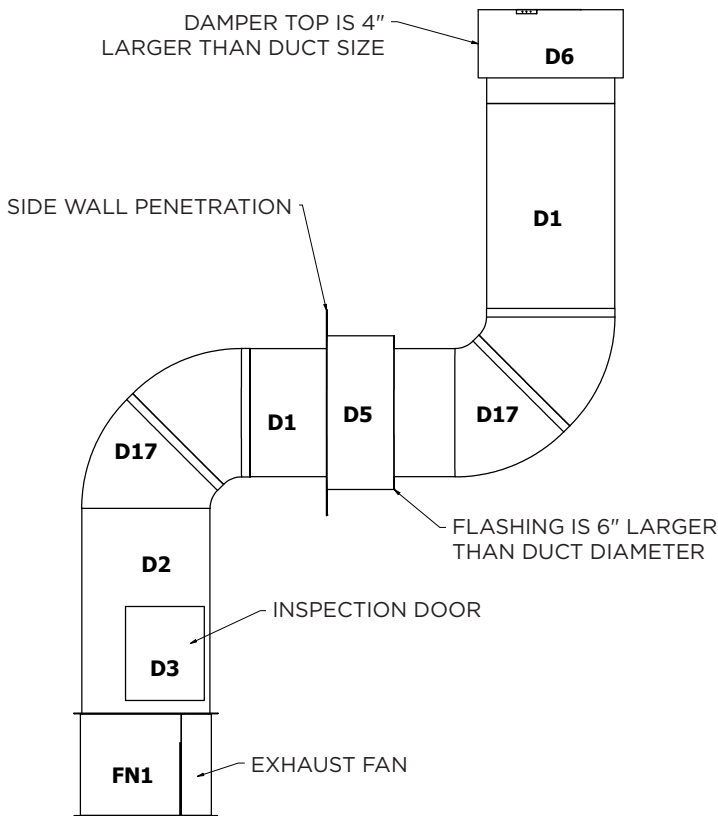 DAMPER TOP IS 4"
LARGER THAN DUCT SIZE
D6
SIDE WALL PENETRATION
D1
D1
D5
D17
D17
FLASHING IS 6" LARGER
THAN DUCT DIAMETER
D2
INSPECTION DOOR
D3
FN1
EXHAUST FAN